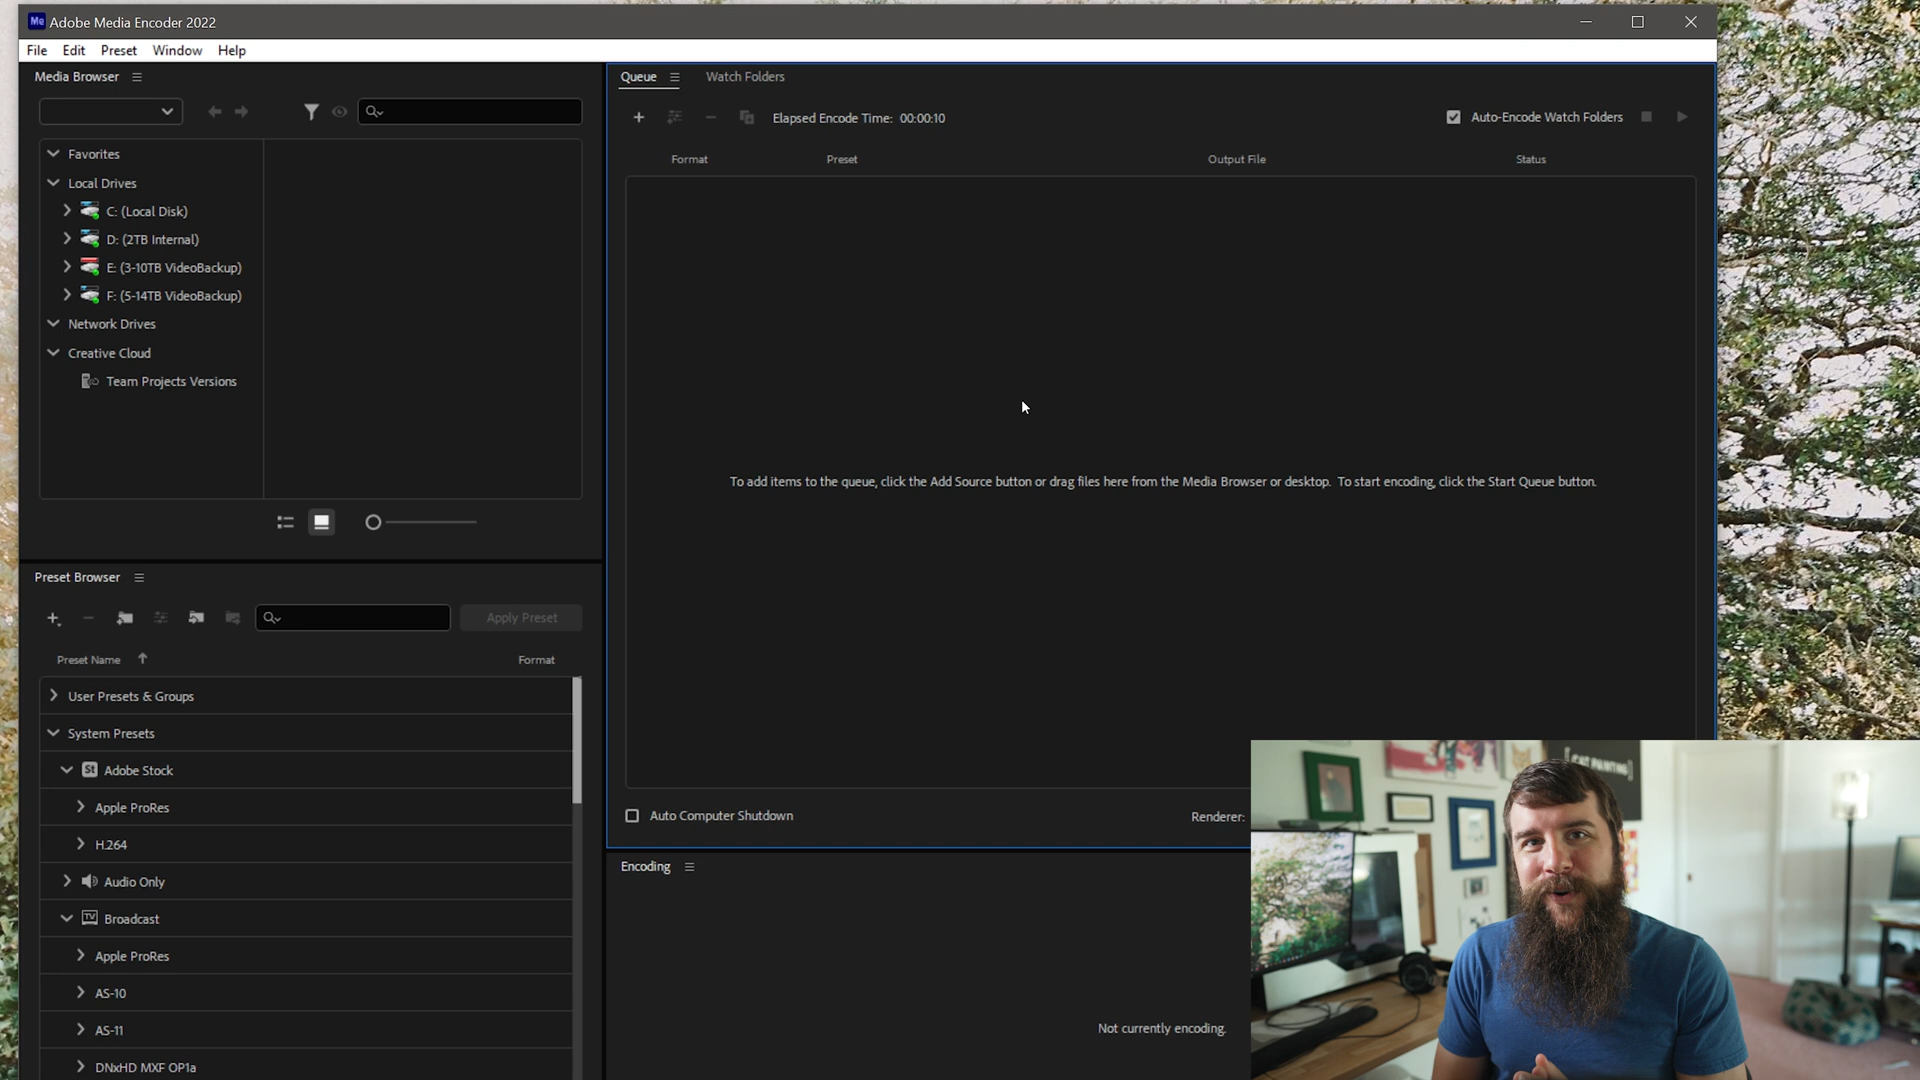 Me Adobe Media Encoder 2022
File Edit Preset Window Help
Media Browser
Favorites
Local Drives
C: (Local Disk)
D: (2TB Internal)
E: (3-10TB VideoBackup)
F: (5-14TB VideoBackup)
Network Drives
Creative Cloud
Team Projects Versions
Preset Browser
Apply Preset
Preset Name Format
User Presets & Groups
System Presets
St Adobe Stock
Apple ProRes
H.264
Audio Only
TV Broadcast
Apple ProRes
AS-10
AS-11
DNxHD MXF OP1a
Queue Watch Folders
Elapsed Encode Time: 00:00:10 Auto-Encode Watch Folders
Format Preset Output File Status
To add items to the queue, click the Add Source button or drag files here from the Media Browser or desktop. To start encoding, click the Start Queue button.
Auto Computer Shutdown Renderer:
Encoding
Not currently encoding.
[CAT PAINTING]